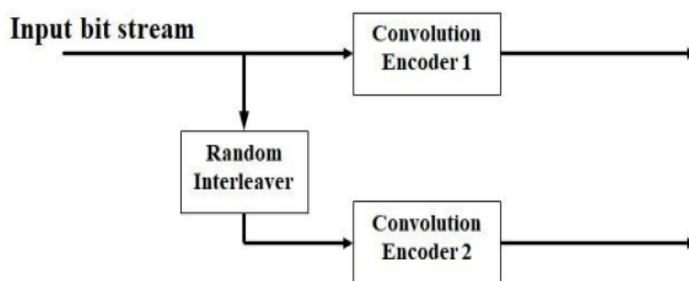 Input bit stream
Convolution
Encoder 1
Random
Interleaver
Convolution
Encoder 2